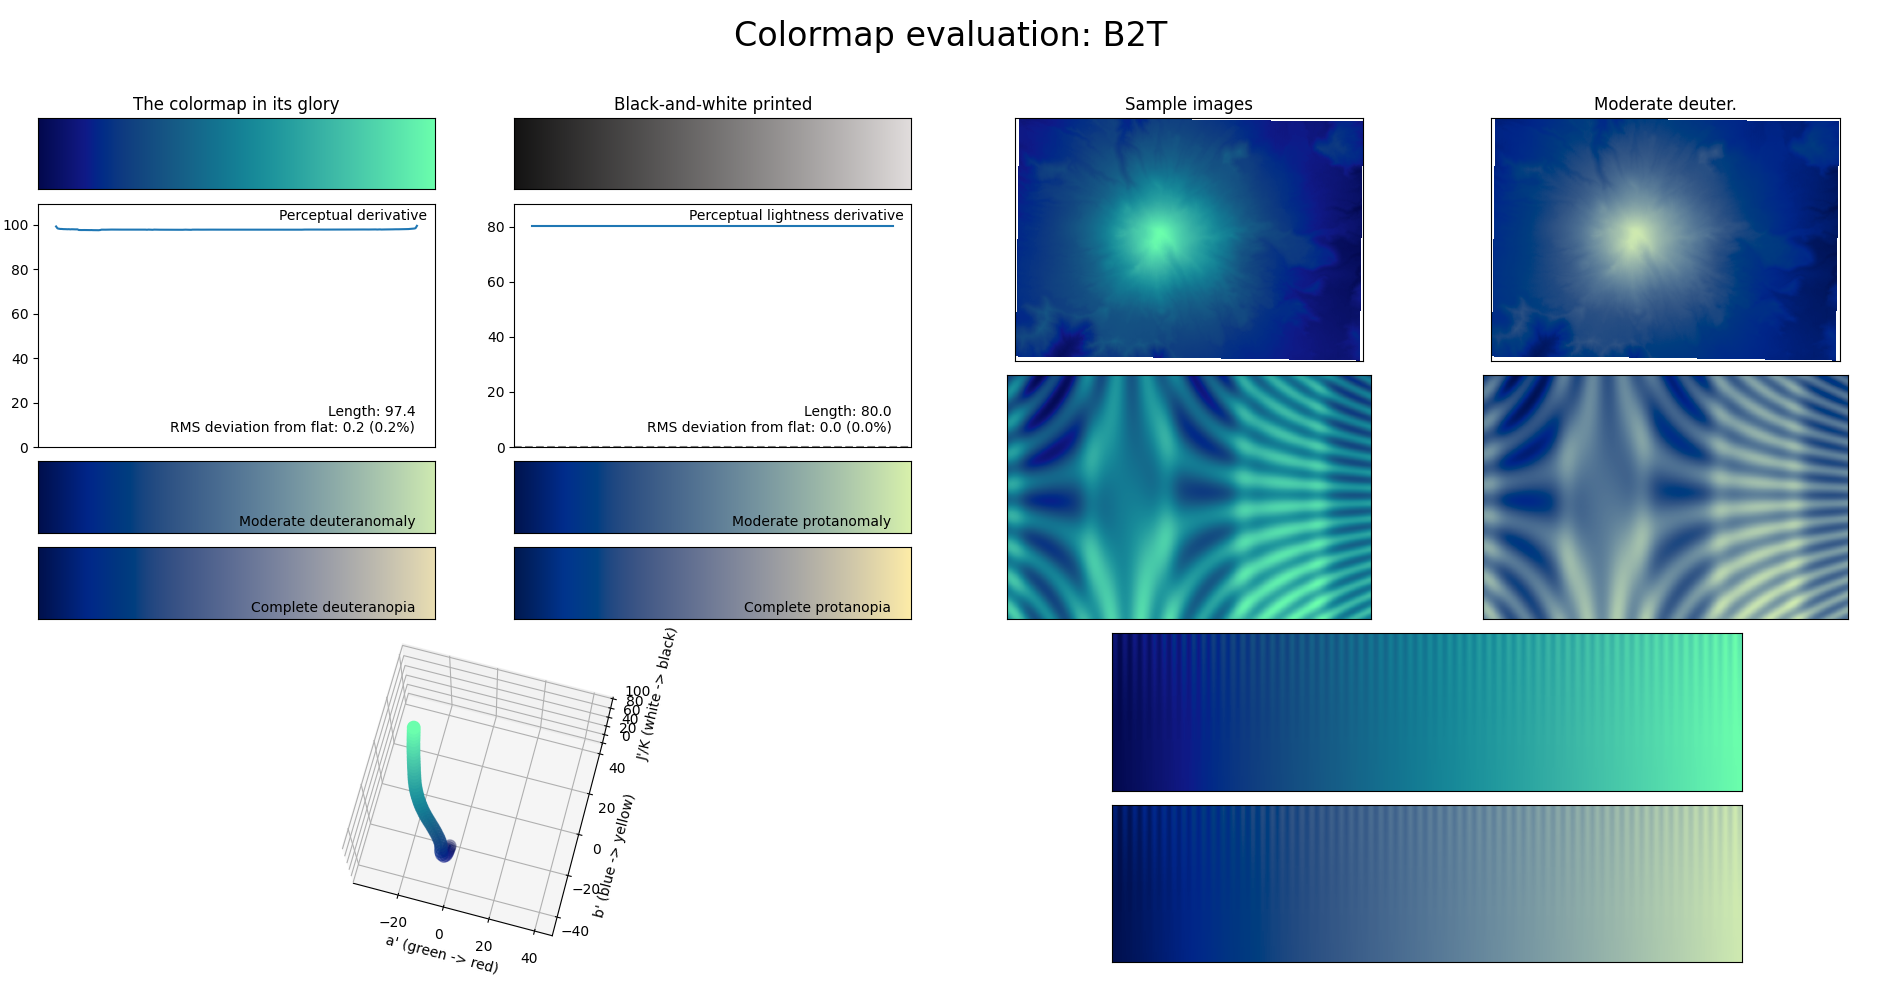 Colormap evaluation: B2T
The colormap in its glory
Black-and-white printed
Sample images
Moderate deuter.
Perceptual derivative
100
80
60
40
20
0
Length: 97.4
RMS deviation from flat: 0.2 (0.2%)
Perceptual lightness derivative
80
60
40
20
0
Length: 80.0
RMS deviation from flat: 0.0 (0.0%)
Moderate deuteranomaly
Moderate protanomaly
Complete deuteranopia
Complete protanopia
J'/K (white -> black)
100
80
60
40
20
0
40
20
0
−20
−40
b' (blue -> yellow)
−20
0
20
40
a' (green -> red)